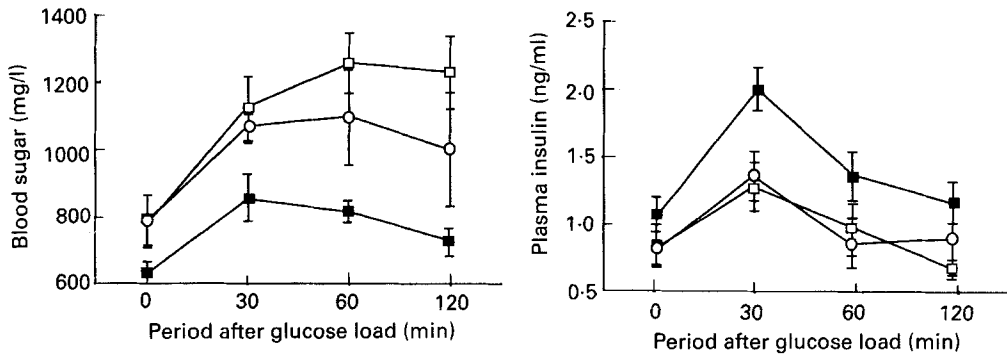 Blood sugar (mg/l)
1400
1200
1000
800
600
0 30 60 120
Period after glucose load (min)
Plasma insulin (ng/ml)
2·5
2·0
1·5
1·0
0·5
0 30 60 120
Period after glucose load (min)